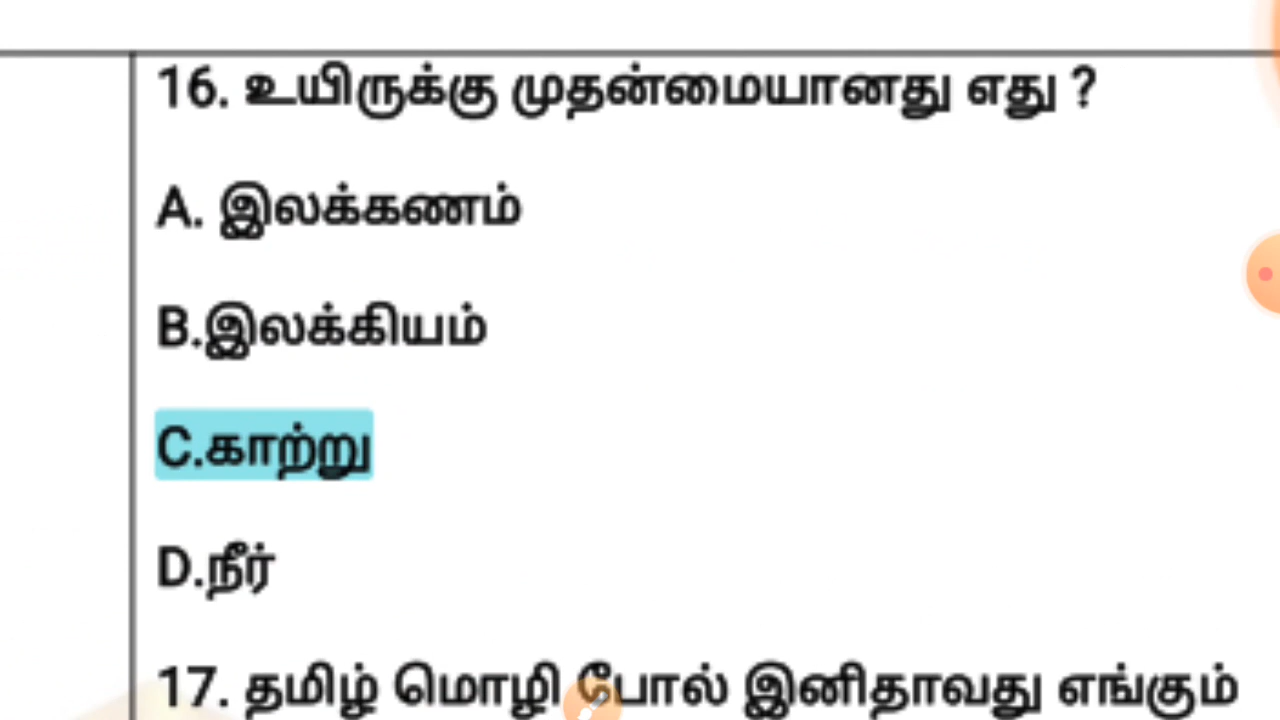 16. உயிருக்கு முதன்மையானது எது ?
A. இலக்கணம்
B.இலக்கியம்
C.காற்று
D.நீர்
17. தமிழ் மொழி போல் இனிதாவது எங்கும்